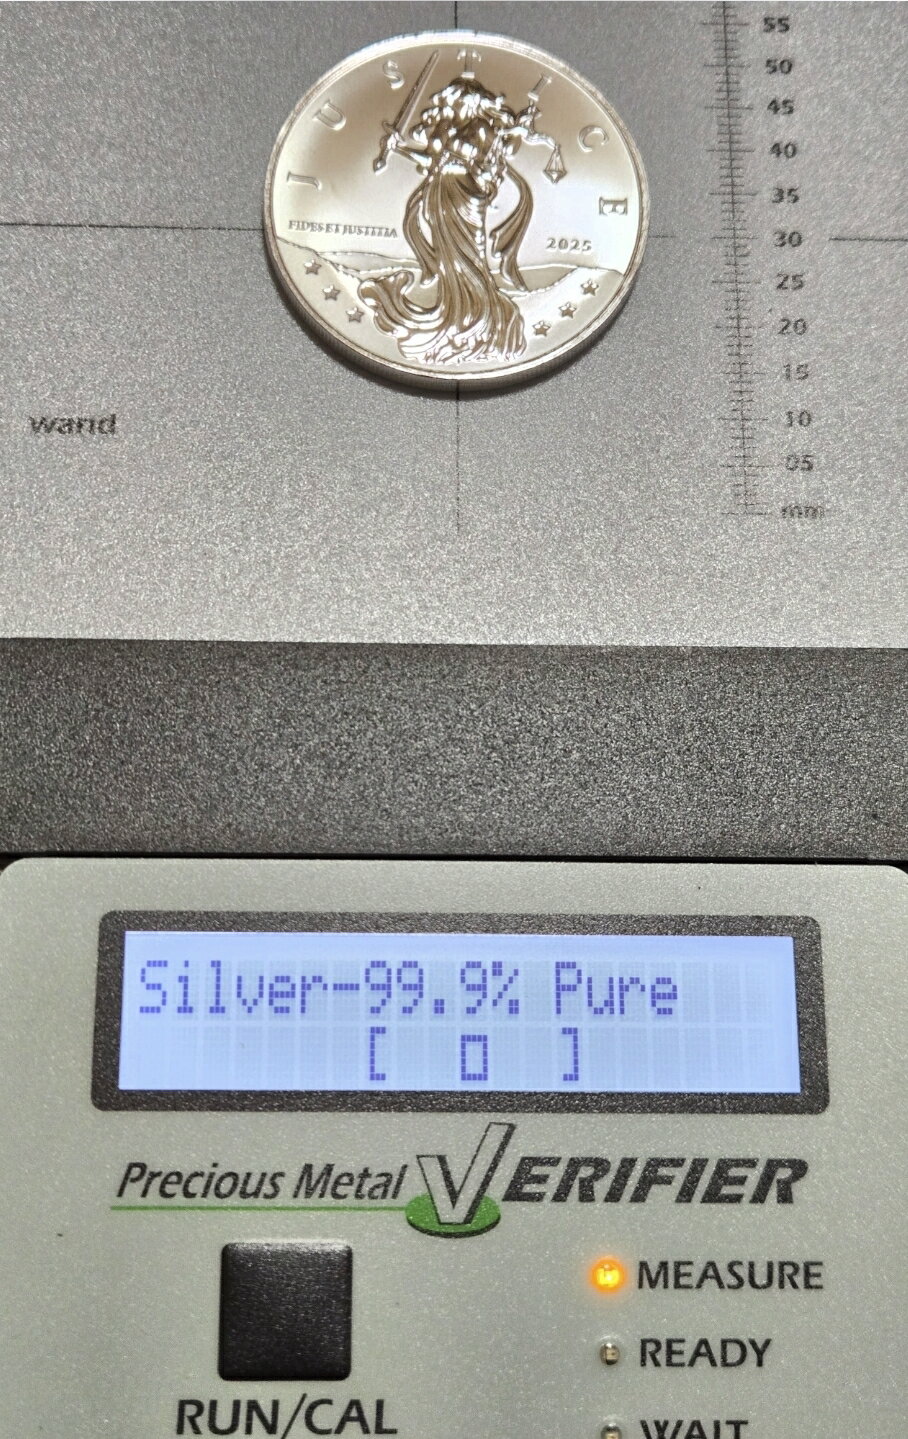 JUSTICE
FIDES ET JUSTITIA
2025
55
50
45
40
35
30
25
20
15
10
05
mm
wand
Silver-99.9% Pure
[ ▯ ]
Precious Metal VERIFIER
MEASURE
READY
RUN/CAL
WAIT